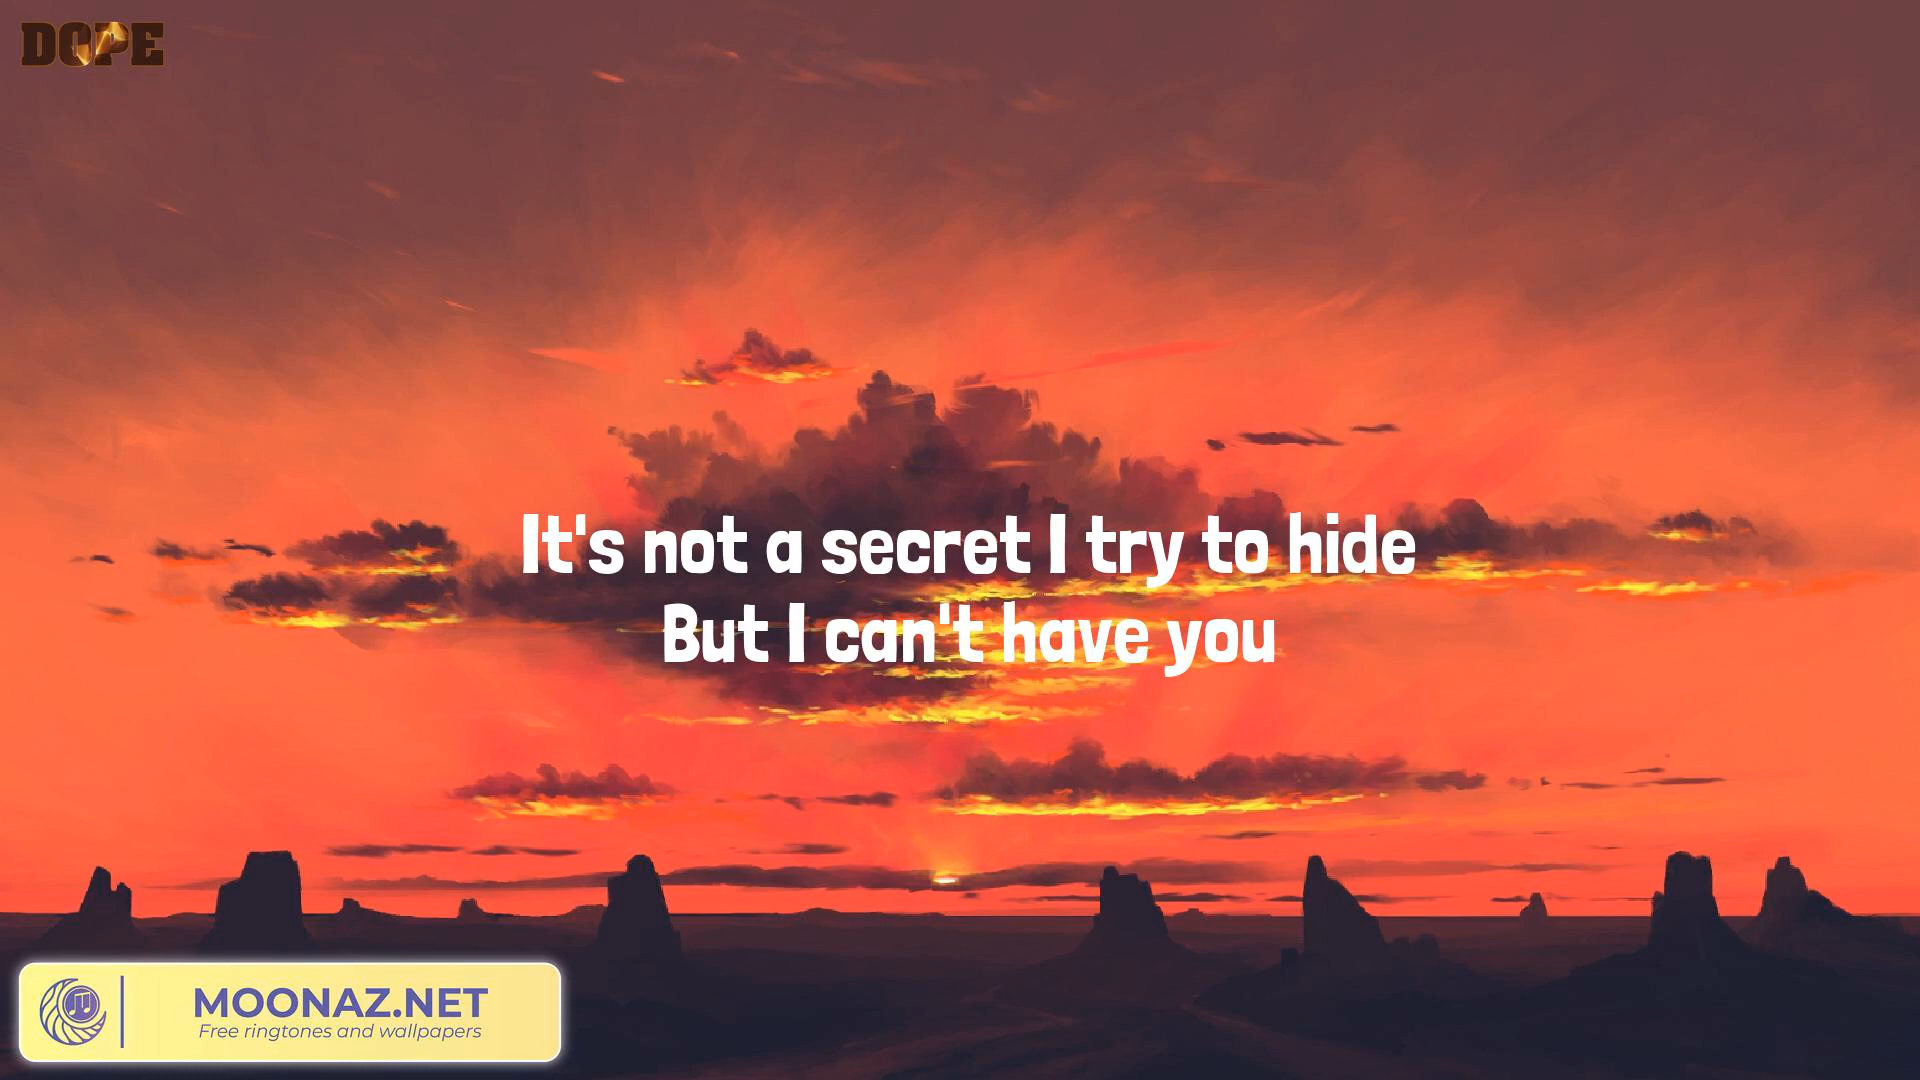 DOPE
It's not a secret I try to hide
But I can't have you
MOONAZ.NET
Free ringtones and wallpapers